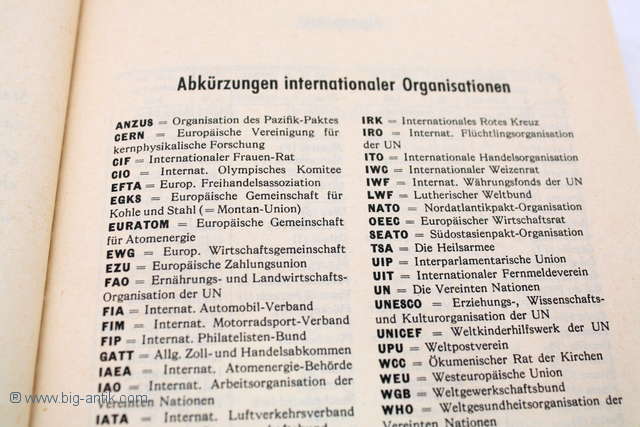 Abkürzungen internationaler Organisationen
ANZUS = Organisation des Pazifik-Paktes
CERN = Europäische Vereinigung für
kernphysikalische Forschung
CIF = Internationaler Frauen-Rat
CIO = Internat. Olympisches Komitee
EFTA = Europ. Freihandelsassoziation
EGKS = Europäische Gemeinschaft für
Kohle und Stahl (= Montan-Union)
EURATOM = Europäische Gemeinschaft
für Atomenergie
EWG = Europ. Wirtschaftsgemeinschaft
EZU = Europäische Zahlungsunion
FAO = Ernährungs- und Landwirtschafts-
Organisation der UN
FIA = Internat. Automobil-Verband
FIM = Internat. Motorradsport-Verband
FIP = Internat. Philatelisten-Bund
GATT = Allg. Zoll- und Handelsabkommen
IAEA = Internat. Atomenergie-Behörde
IAO = Internat. Arbeitsorganisation der
Vereinten Nationen
IATA = Internat. Luftverkehrsverband
IRK = Internationales Rotes Kreuz
IRO = Internat. Flüchtlingsorganisation
der UN
ITO = Internationale Handelsorganisation
IWC = Internationaler Weizenrat
IWF = Internat. Währungsfonds der UN
LWF = Lutherischer Weltbund
NATO = Nordatlantikpakt-Organisation
OEEC = Europäischer Wirtschaftsrat
SEATO = Südostasienpakt-Organisation
TSA = Die Heilsarmee
UIP = Interparlamentarische Union
UIT = Internationaler Fernmeldeverein
UN = Die Vereinten Nationen
UNESCO = Erziehungs-, Wissenschafts-
und Kulturorganisation der UN
UNICEF = Weltkinderhilfswerk der UN
UPU = Weltpostverein
WCC = Ökumenischer Rat der Kirchen
WEU = Westeuropäische Union
WGB = Weltgewerkschaftsbund
WHO = Weltgesundheitsorganisation der
Vereinten Nationen
© www.big-antik.com